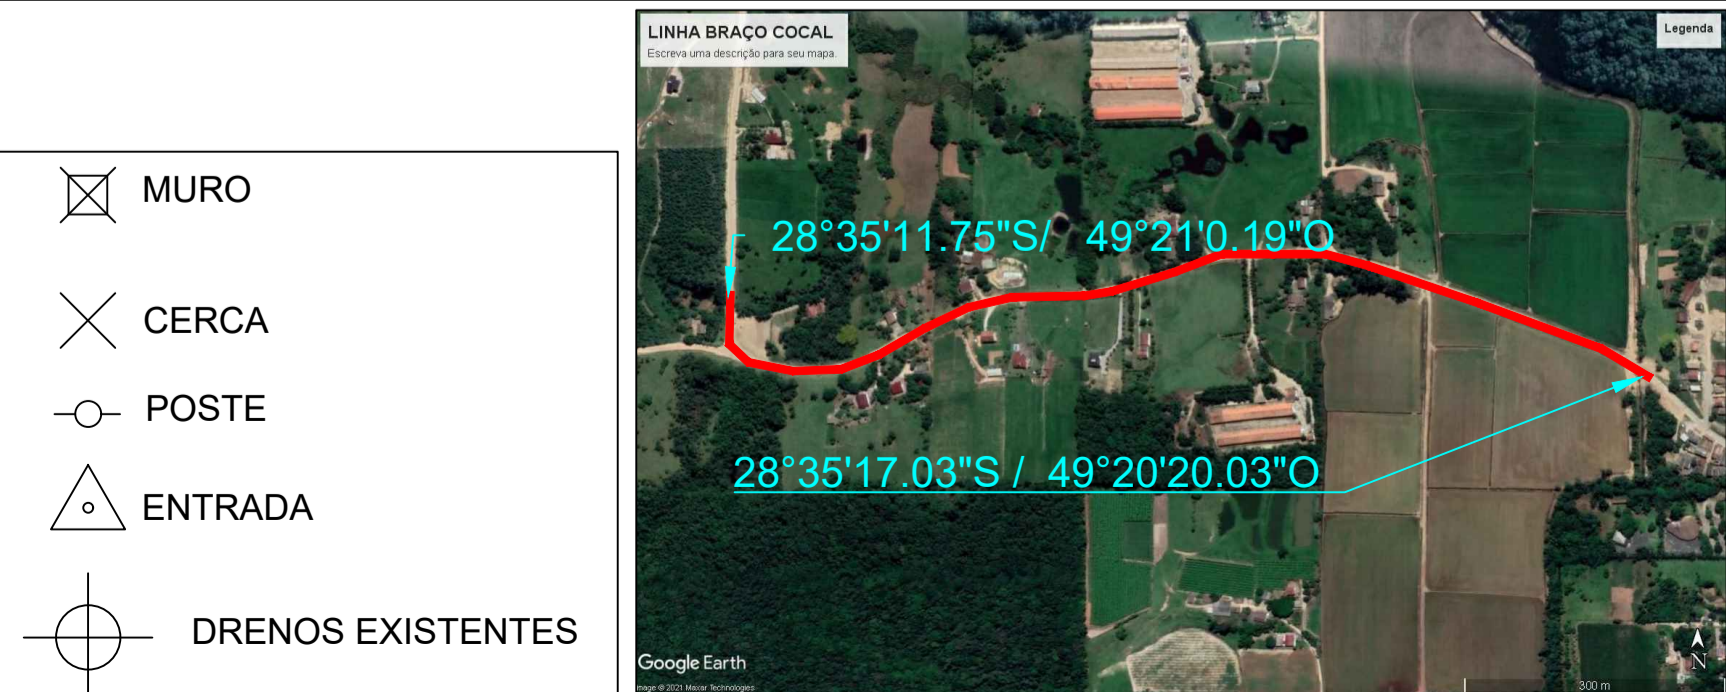 MURO
CERCA
POSTE
ENTRADA
DRENOS EXISTENTES
LINHA BRAÇO COCAL
Escreva uma descrição para seu mapa.
Legenda
28°35'11.75"S/ 49°21'0.19"O
28°35'17.03"S / 49°20'20.03"O
N
Google Earth
mage © 2021 Maxar Technologies
300 m